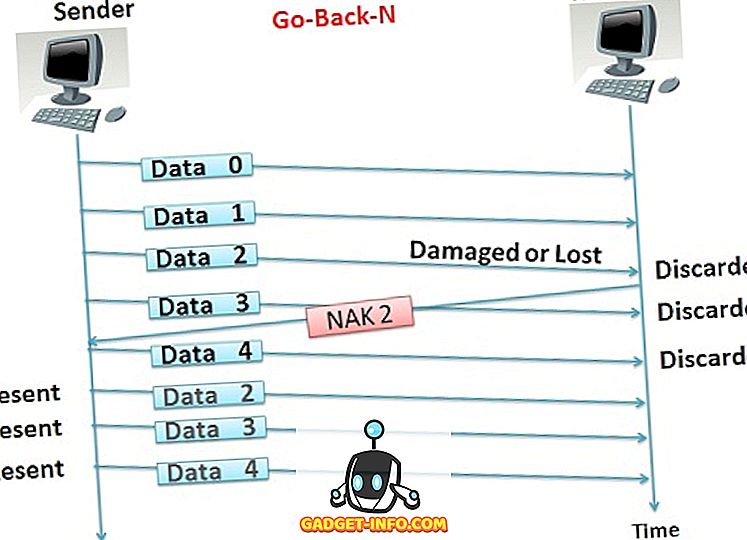 Sender
Go-Back-N
Data 0
Data 1
Data 2
Damaged or Lost
Data 3
NAK 2
Data 4
Data 2
Data 3
Data 4
GADGET-INFO.COM
Time